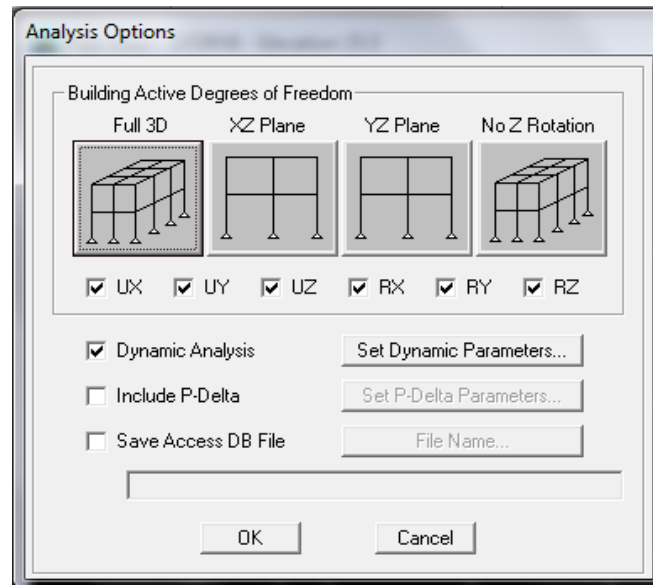 Analysis Options
Building Active Degrees of Freedom
Full 3D XZ Plane YZ Plane No Z Rotation
UX UY UZ RX RY RZ
Dynamic Analysis Set Dynamic Parameters...
Include P-Delta Set P-Delta Parameters...
Save Access DB File File Name...
OK Cancel